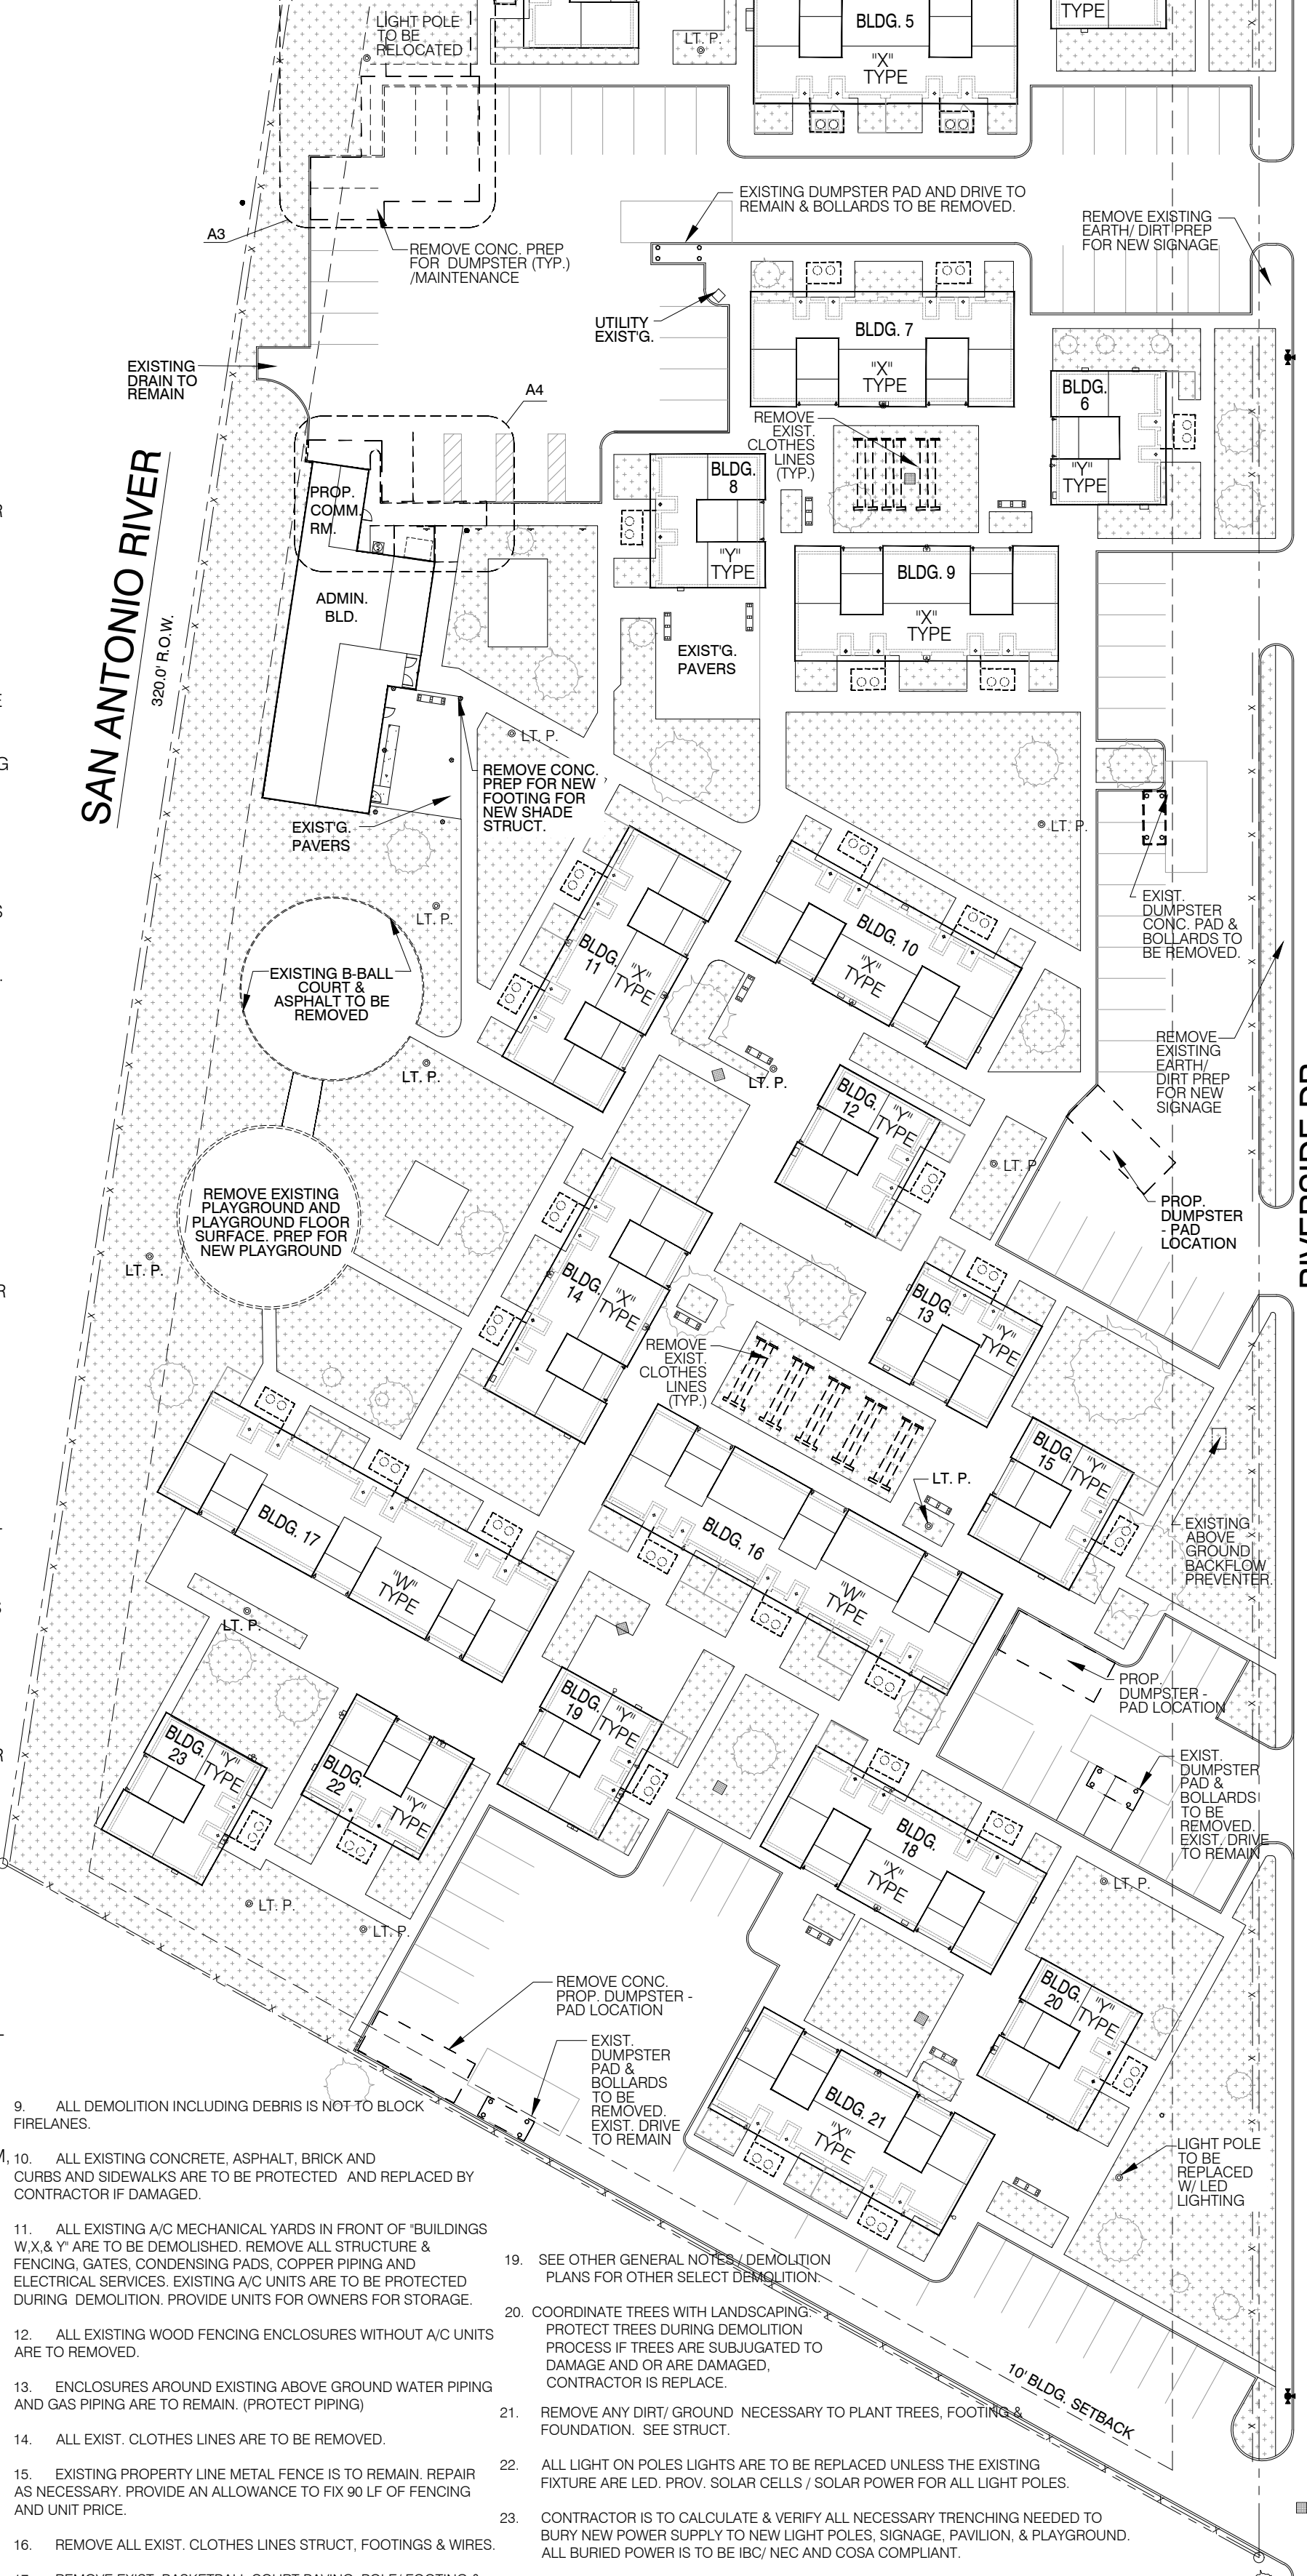 LIGHT POLE
TO BE
RELOCATED
LT. P.
BLDG. 5
"X"
TYPE
TYPE
EXISTING DUMPSTER PAD AND DRIVE TO
REMAIN & BOLLARDS TO BE REMOVED.
REMOVE EXISTING
EARTH/ DIRT PREP
FOR NEW SIGNAGE
A3
REMOVE CONC. PREP
FOR DUMPSTER (TYP.)
/MAINTENANCE
UTILITY
EXIST'G.
BLDG. 7
"X"
TYPE
EXISTING
DRAIN TO
REMAIN
A4
BLDG.
6
"Y"
TYPE
REMOVE
EXIST.
CLOTHES
LINES
(TYP.)
BLDG.
8
"Y"
TYPE
PROP.
COMM.
RM.
SAN ANTONIO RIVER
320.0' R.O.W.
ADMIN.
BLD.
BLDG. 9
"X"
TYPE
EXIST'G.
PAVERS
LT. P.
REMOVE CONC.
PREP FOR NEW
FOOTING FOR
NEW SHADE
STRUCT.
EXIST'G.
PAVERS
LT. P.
LT. P.
EXIST.
DUMPSTER
CONC. PAD &
BOLLARDS TO
BE REMOVED.
BLDG. 10
"X"
TYPE
BLDG.
11
"X"
TYPE
EXISTING B-BALL
COURT &
ASPHALT TO BE
REMOVED
REMOVE
EXISTING
EARTH/
DIRT PREP
FOR NEW
SIGNAGE
LT. P.
LT. P.
BLDG.
12
"Y"
TYPE
LT. P.
RIVERSIDE DR
REMOVE EXISTING
PLAYGROUND AND
PLAYGROUND FLOOR
SURFACE. PREP FOR
NEW PLAYGROUND
PROP.
DUMPSTER
- PAD
LOCATION
LT. P.
BLDG.
14
"X"
TYPE
BLDG.
13
"Y"
TYPE
REMOVE
EXIST.
CLOTHES
LINES
(TYP.)
BLDG.
15
"Y"
TYPE
LT. P.
BLDG. 17
"W"
TYPE
BLDG. 16
"W"
TYPE
EXISTING
ABOVE
GROUND
BACKFLOW
PREVENTER.
LT. P.
PROP.
DUMPSTER -
PAD LOCATION
BLDG.
19
"Y"
TYPE
BLDG.
23
"Y"
TYPE
BLDG.
22
"Y"
TYPE
EXIST.
DUMPSTER
PAD &
BOLLARDS
TO BE
REMOVED.
EXIST. DRIVE
TO REMAIN
BLDG.
18
"X"
TYPE
LT. P.
LT. P.
LT. P.
REMOVE CONC.
PROP. DUMPSTER -
PAD LOCATION
BLDG.
20
"Y"
TYPE
EXIST.
DUMPSTER
PAD &
BOLLARDS
TO BE
REMOVED.
EXIST. DRIVE
TO REMAIN
BLDG. 21
"X"
TYPE
LIGHT POLE
TO BE
REPLACED
W/ LED
LIGHTING
10' BLDG. SETBACK
9. ALL DEMOLITION INCLUDING DEBRIS IS NOT TO BLOCK
FIRELANES.
10. ALL EXISTING CONCRETE, ASPHALT, BRICK AND
CURBS AND SIDEWALKS ARE TO BE PROTECTED AND REPLACED BY
CONTRACTOR IF DAMAGED.
11. ALL EXISTING A/C MECHANICAL YARDS IN FRONT OF "BUILDINGS
W,X,& Y" ARE TO BE DEMOLISHED. REMOVE ALL STRUCTURE &
FENCING, GATES, CONDENSING PADS, COPPER PIPING AND
ELECTRICAL SERVICES. EXISTING A/C UNITS ARE TO BE PROTECTED
DURING DEMOLITION. PROVIDE UNITS FOR OWNERS FOR STORAGE.
12. ALL EXISTING WOOD FENCING ENCLOSURES WITHOUT A/C UNITS
ARE TO REMOVED.
13. ENCLOSURES AROUND EXISTING ABOVE GROUND WATER PIPING
AND GAS PIPING ARE TO REMAIN. (PROTECT PIPING)
14. ALL EXIST. CLOTHES LINES ARE TO BE REMOVED.
15. EXISTING PROPERTY LINE METAL FENCE IS TO REMAIN. REPAIR
AS NECESSARY. PROVIDE AN ALLOWANCE TO FIX 90 LF OF FENCING
AND UNIT PRICE.
16. REMOVE ALL EXIST. CLOTHES LINES STRUCT, FOOTINGS & WIRES.
19. SEE OTHER GENERAL NOTES / DEMOLITION
PLANS FOR OTHER SELECT DEMOLITION.
20. COORDINATE TREES WITH LANDSCAPING.
PROTECT TREES DURING DEMOLITION
PROCESS IF TREES ARE SUBJUGATED TO
DAMAGE AND OR ARE DAMAGED,
CONTRACTOR IS REPLACE.
21. REMOVE ANY DIRT/ GROUND NECESSARY TO PLANT TREES, FOOTING &
FOUNDATION. SEE STRUCT.
22. ALL LIGHT ON POLES LIGHTS ARE TO BE REPLACED UNLESS THE EXISTING
FIXTURE ARE LED. PROV. SOLAR CELLS / SOLAR POWER FOR ALL LIGHT POLES.
23. CONTRACTOR IS TO CALCULATE & VERIFY ALL NECESSARY TRENCHING NEEDED TO
BURY NEW POWER SUPPLY TO NEW LIGHT POLES, SIGNAGE, PAVILION, & PLAYGROUND.
ALL BURIED POWER IS TO BE IBC/ NEC AND COSA COMPLIANT.